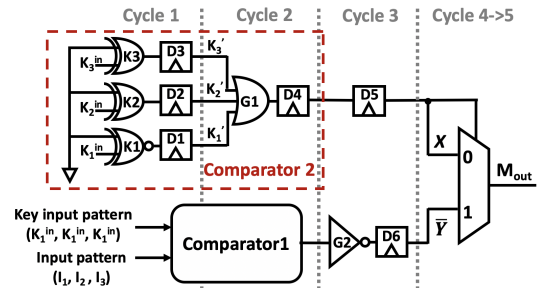 Cycle 1 Cycle 2 Cycle 3 Cycle 4->5
K3 D3 K₃′
K₃ⁱⁿ
K2 D2 K₂′ G1 D4 D5
K₂ⁱⁿ
K1 D1 K₁′
K₁ⁱⁿ
X 0
Comparator 2
M_out
Key input pattern
(K₁ⁱⁿ, K₁ⁱⁿ, K₁ⁱⁿ)
Y̅ 1
Comparator1 G2 D6
Input pattern
(I₁, I₂ , I₃)